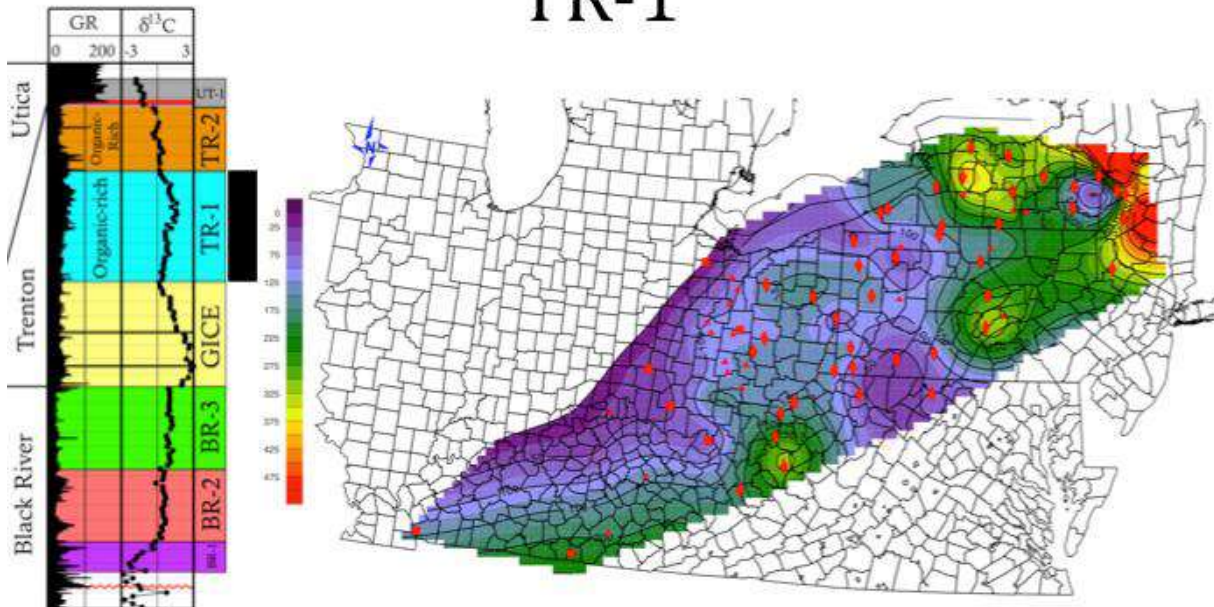 TR-1
GR
δ¹³C
0 200 -3 3
Utica
Trenton
Black River
UT-1
Organic-Rich
TR-2
Organic-rich
TR-1
GICE
BR-3
BR-2
BR-1
N
0
25
75
125
175
225
275
325
375
425
475
100